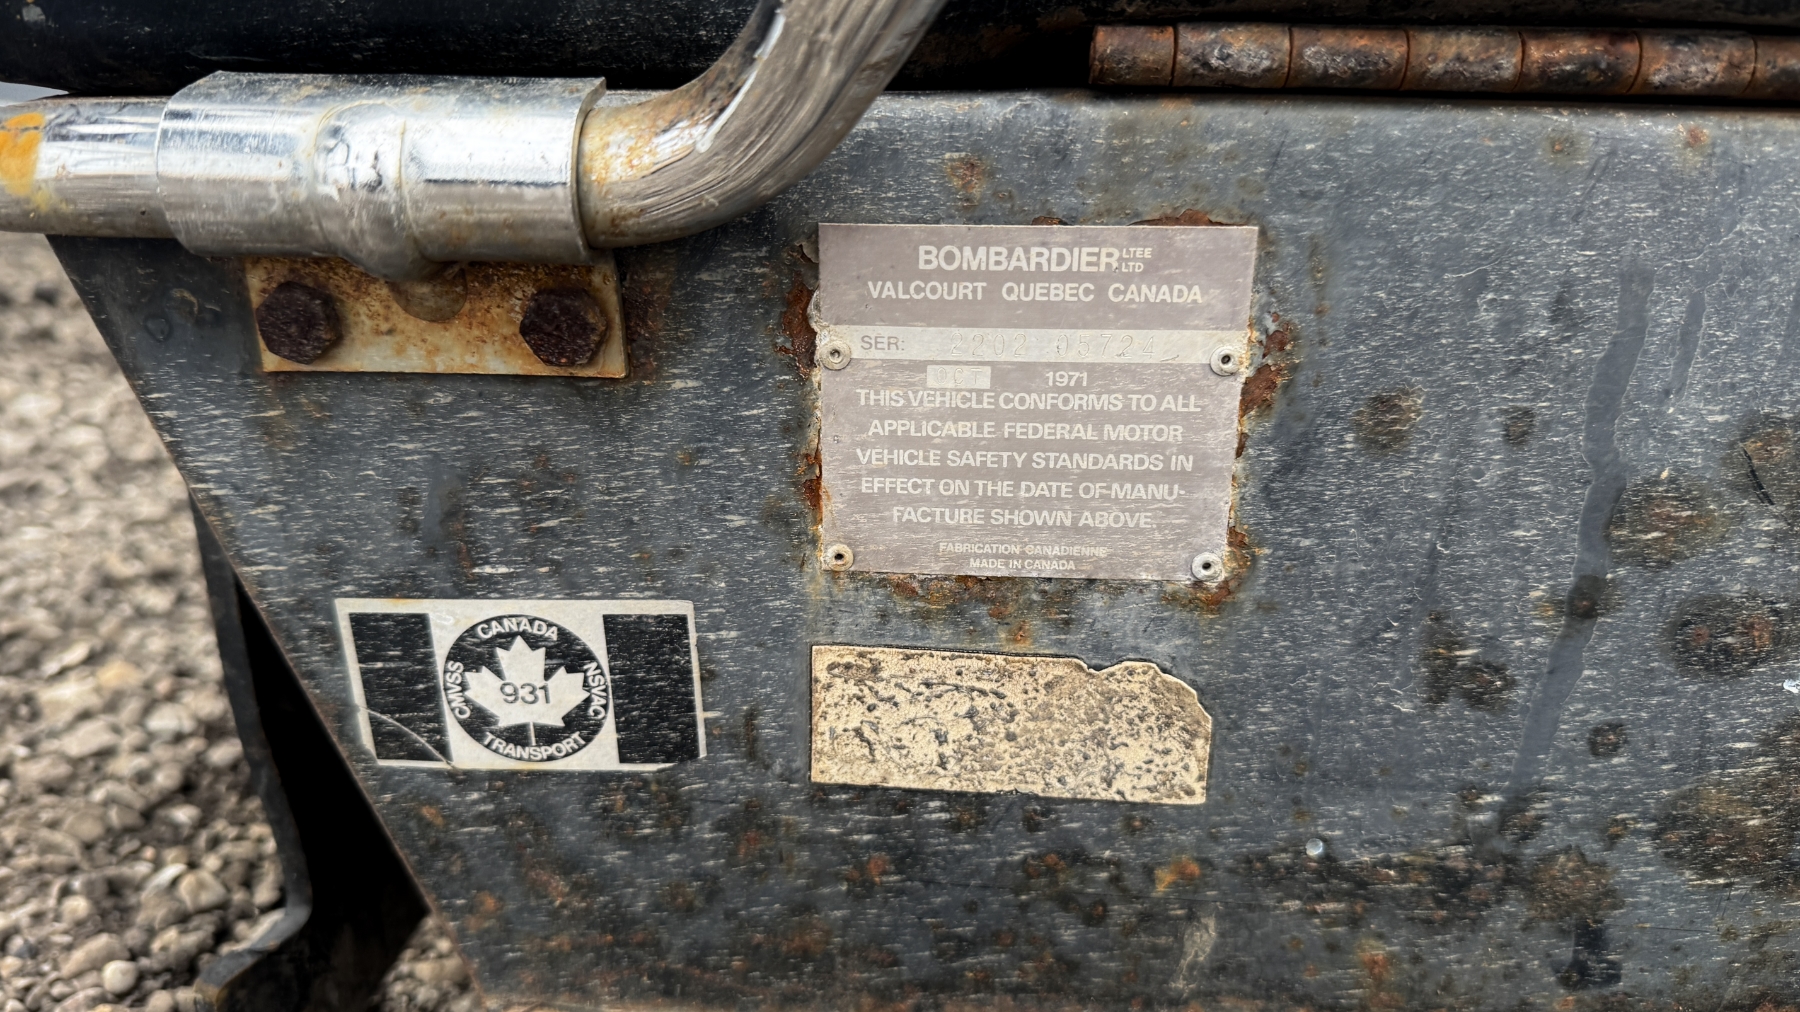 BOMBARDIER LTEE LTD
VALCOURT QUEBEC CANADA
SER: 2202 05724
OCT 1971
THIS VEHICLE CONFORMS TO ALL
APPLICABLE FEDERAL MOTOR
VEHICLE SAFETY STANDARDS IN
EFFECT ON THE DATE OF MANU-
FACTURE SHOWN ABOVE.
FABRICATION CANADIENNE
MADE IN CANADA
CANADA
CMVSS
931
NSVAC
TRANSPORT